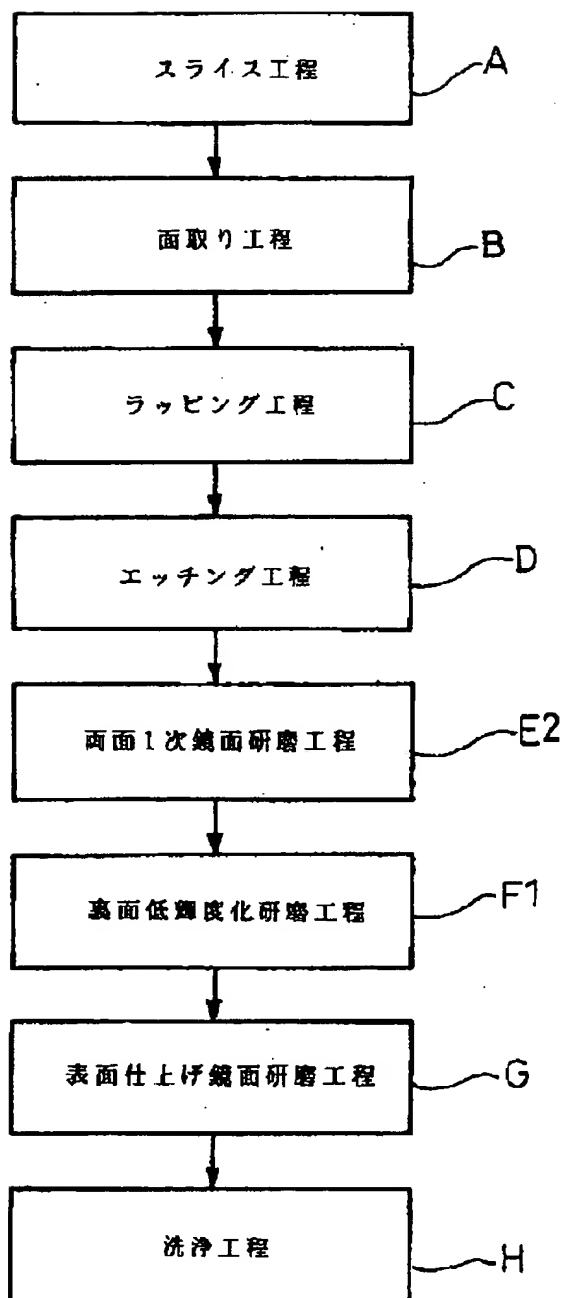 スライス工程
A
面取り工程
B
ラッピング工程
C
エッチング工程
D
両面1次鏡面研磨工程
E2
裏面低輝度化研磨工程
F1
表面仕上げ鏡面研磨工程
G
洗浄工程
H